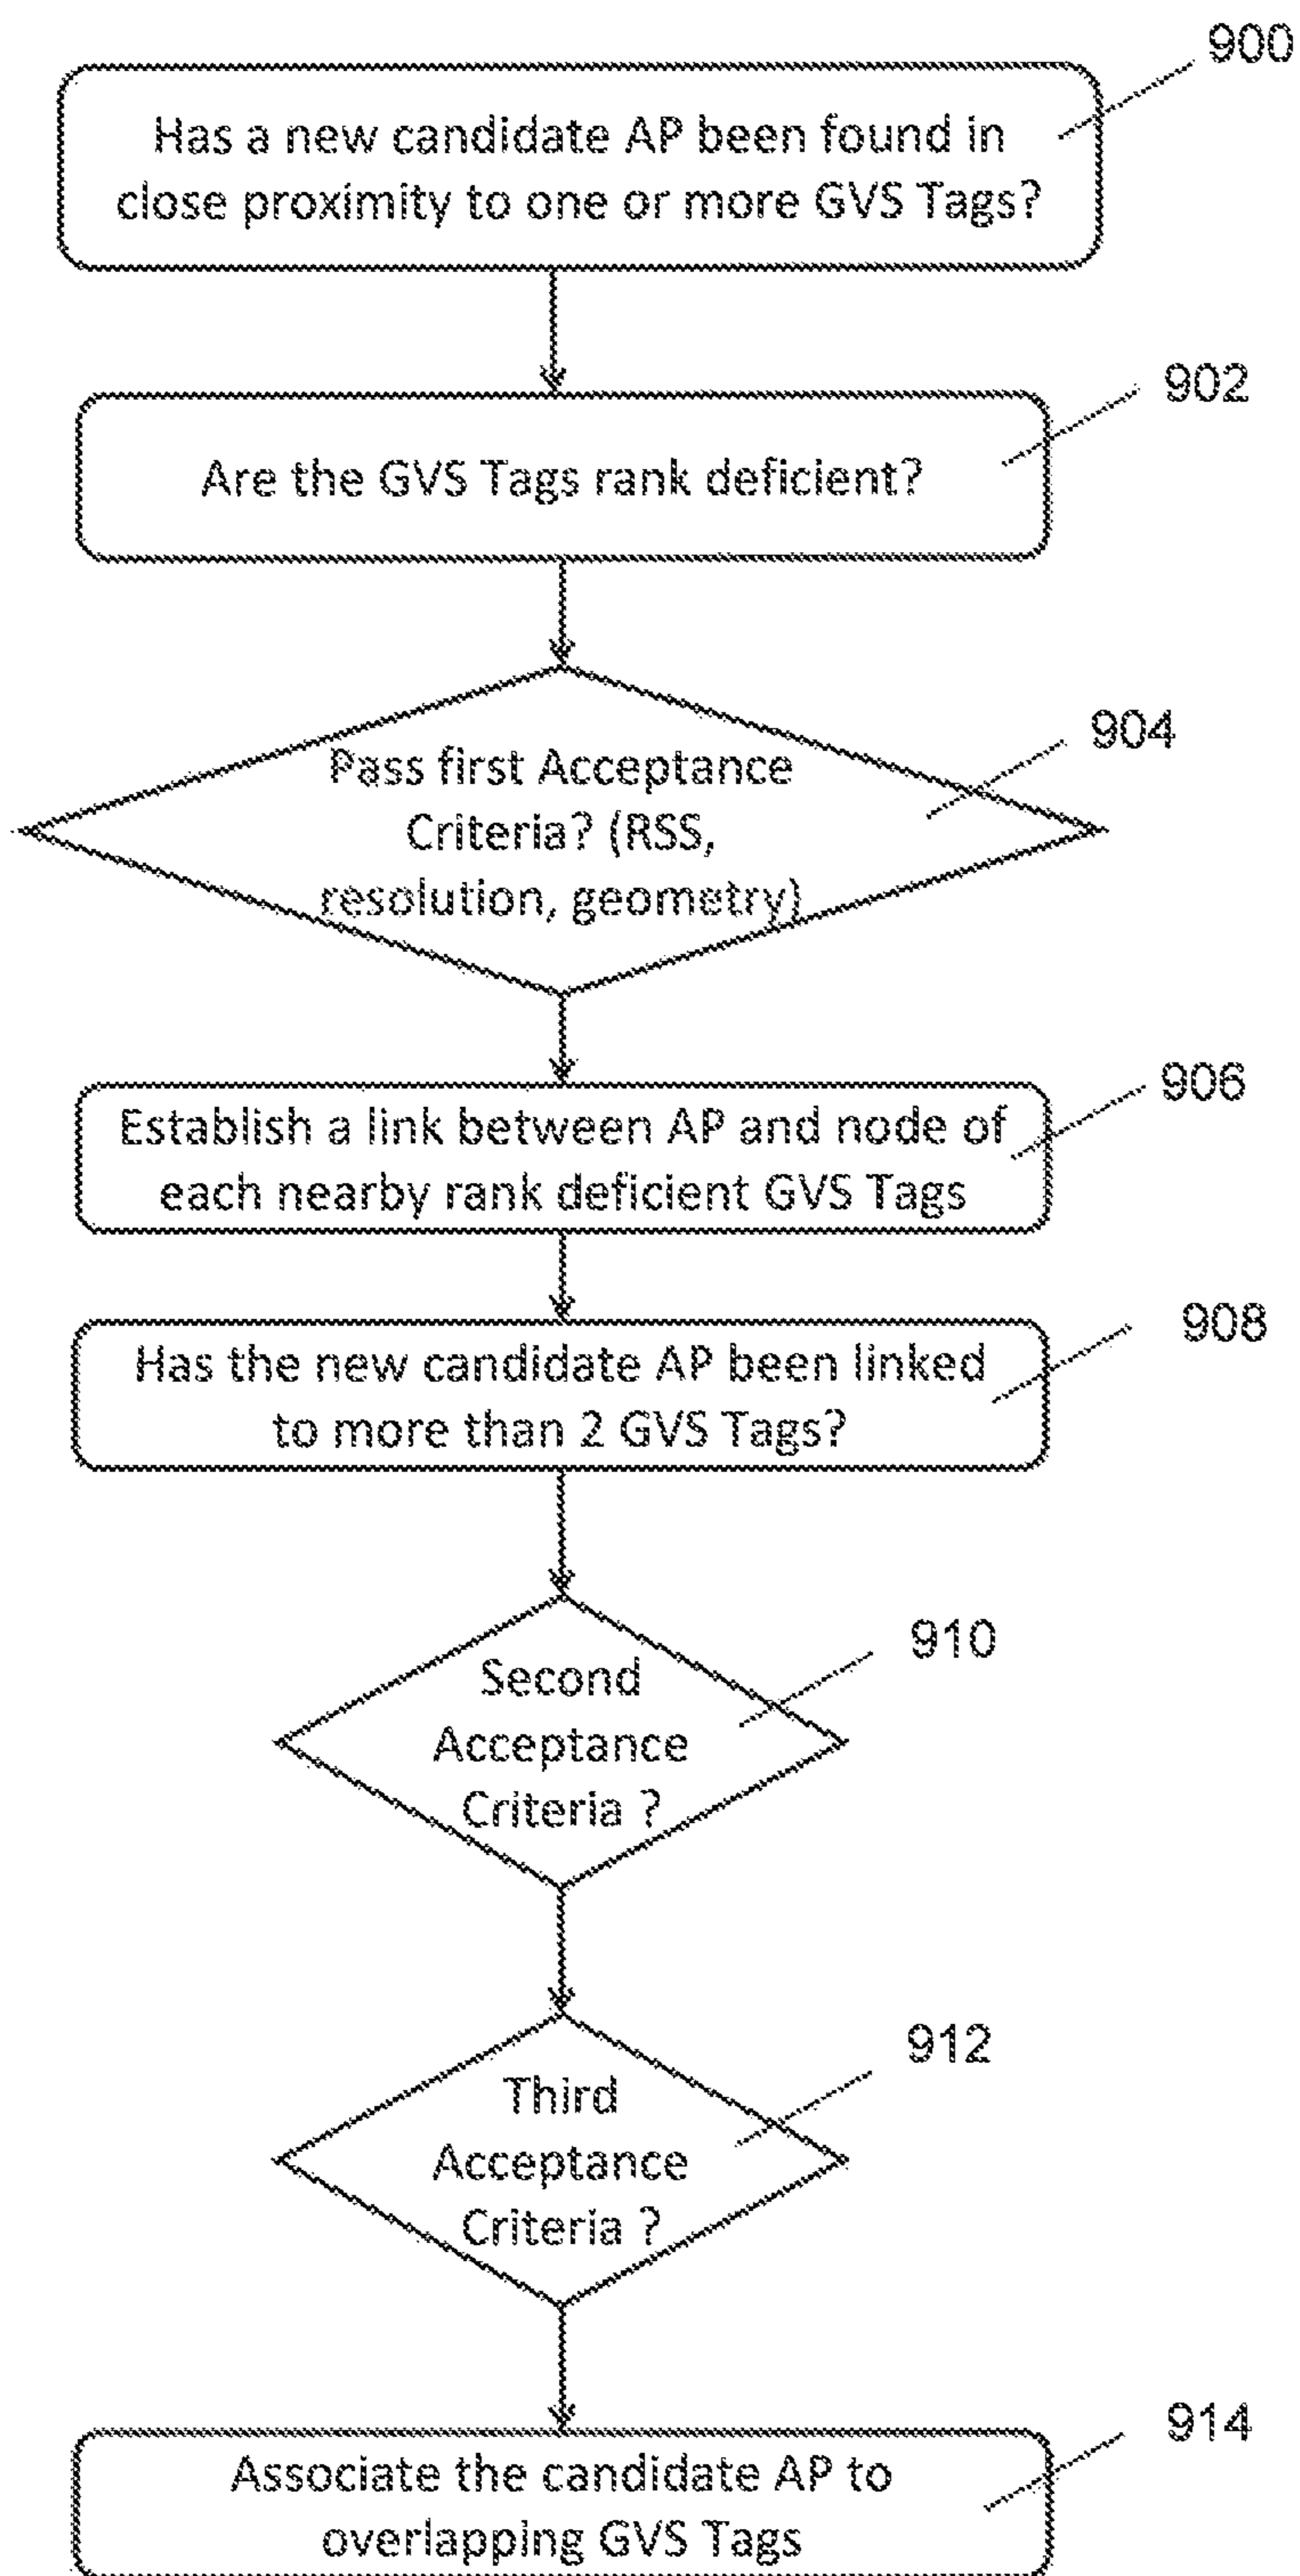 900
Has a new candidate AP been found in
close proximity to one or more GVS Tags?
902
Are the GVS Tags rank deficient?
904
Pass first Acceptance
Criteria? (RSS,
resolution, geometry)
906
Establish a link between AP and node of
each nearby rank deficient GVS Tags
908
Has the new candidate AP been linked
to more than 2 GVS Tags?
910
Second
Acceptance
Criteria ?
912
Third
Acceptance
Criteria ?
914
Associate the candidate AP to
overlapping GVS Tags